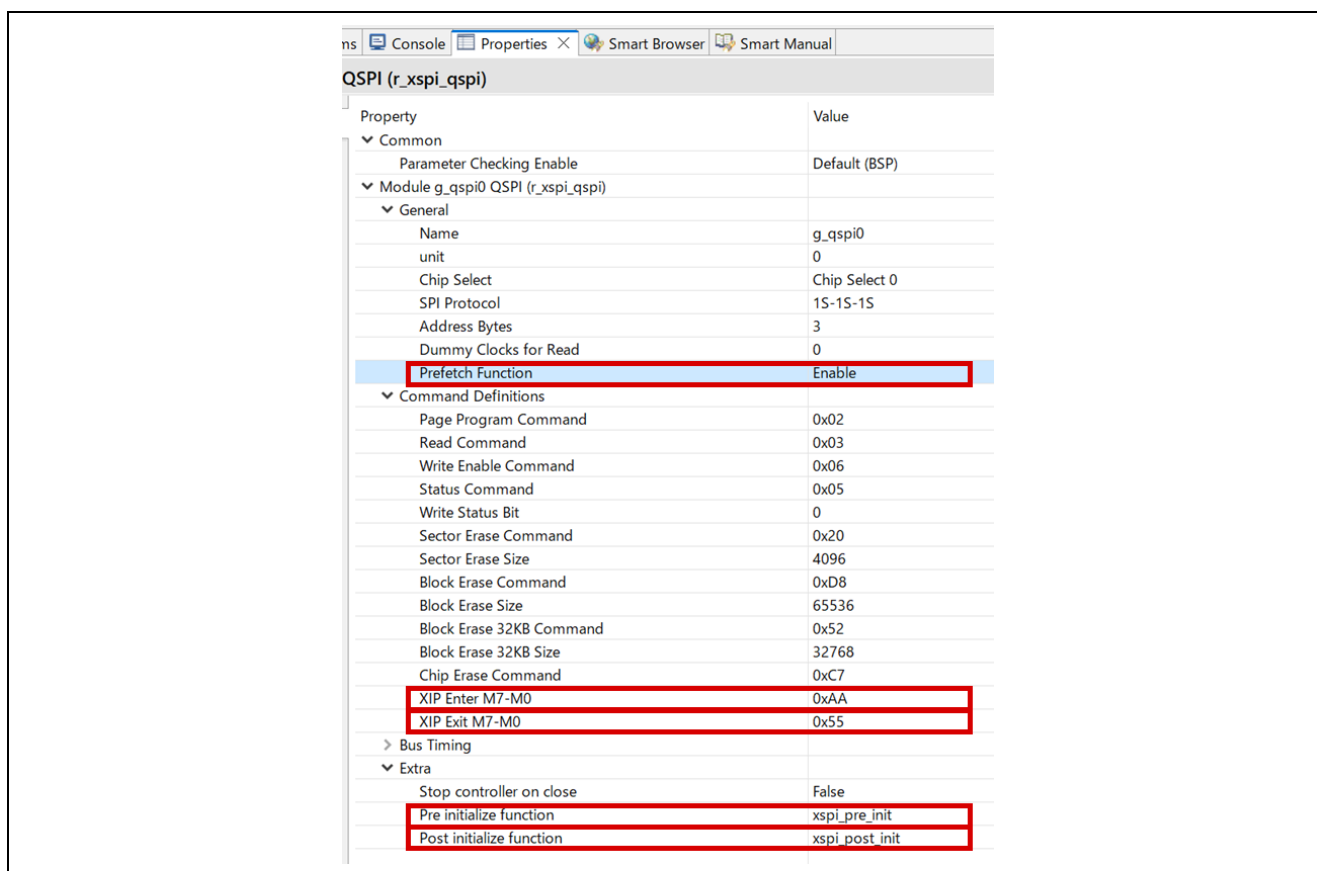 ms Console Properties Smart Browser Smart Manual
QSPI (r_xspi_qspi)
Property Value
Common
Parameter Checking Enable Default (BSP)
Module g_qspi0 QSPI (r_xspi_qspi)
General
Name g_qspi0
unit 0
Chip Select Chip Select 0
SPI Protocol 1S-1S-1S
Address Bytes 3
Dummy Clocks for Read 0
Prefetch Function Enable
Command Definitions
Page Program Command 0x02
Read Command 0x03
Write Enable Command 0x06
Status Command 0x05
Write Status Bit 0
Sector Erase Command 0x20
Sector Erase Size 4096
Block Erase Command 0xD8
Block Erase Size 65536
Block Erase 32KB Command 0x52
Block Erase 32KB Size 32768
Chip Erase Command 0xC7
XIP Enter M7-M0 0xAA
XIP Exit M7-M0 0x55
Bus Timing
Extra
Stop controller on close False
Pre initialize function xspi_pre_init
Post initialize function xspi_post_init